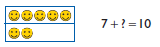 7 + ? = 10